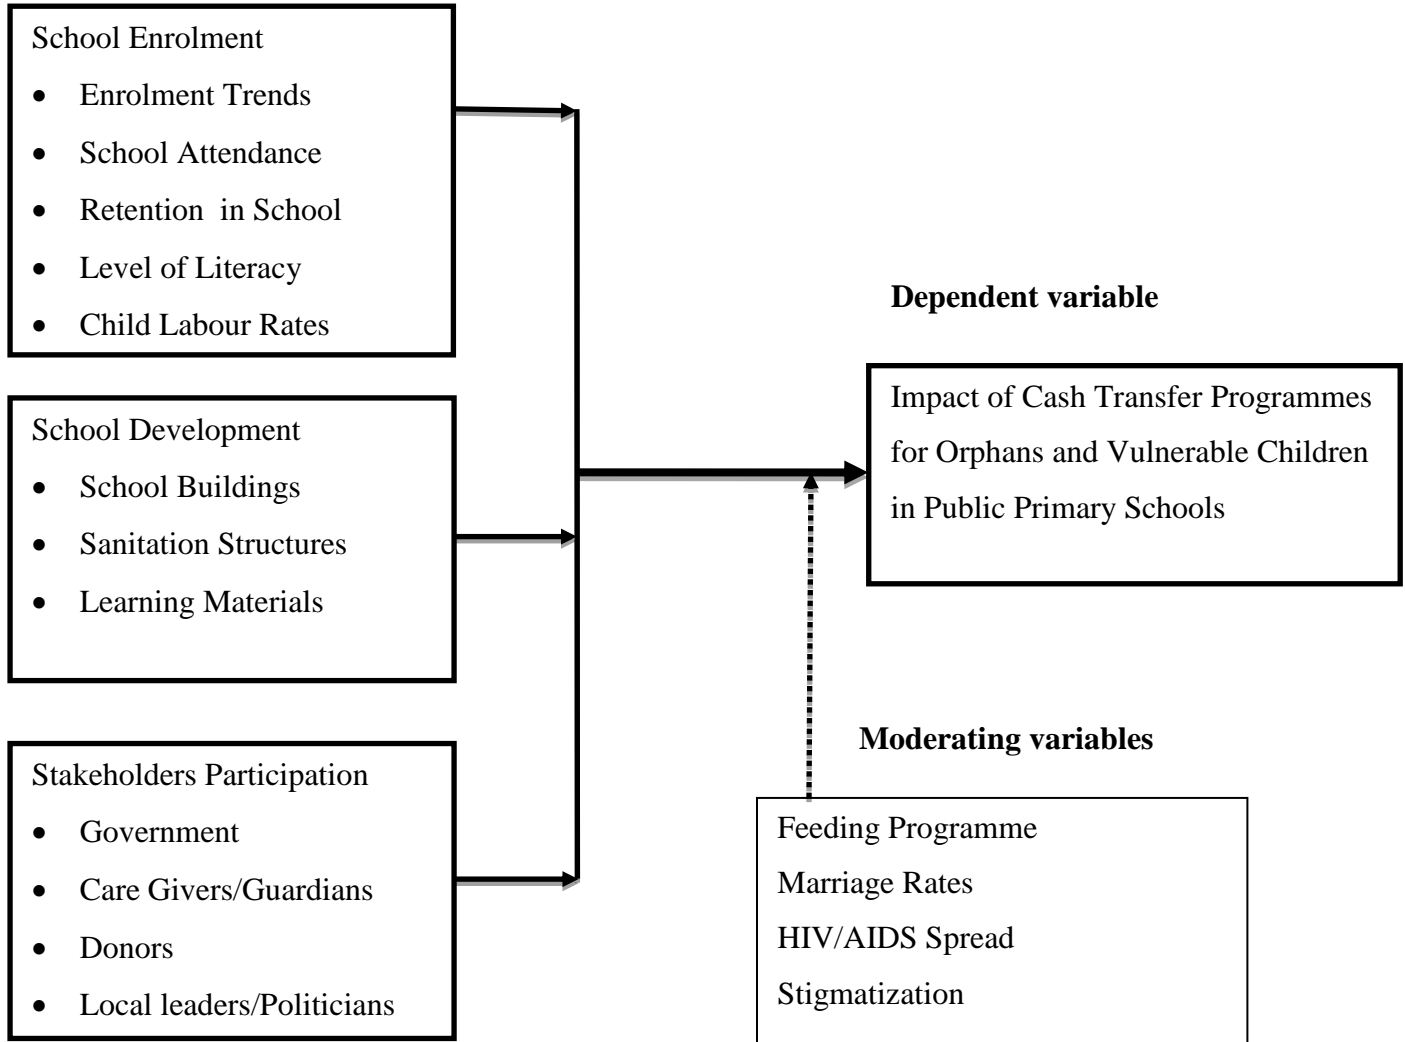 School Enrolment
• Enrolment Trends
• School Attendance
• Retention in School
• Level of Literacy
• Child Labour Rates
School Development
• School Buildings
• Sanitation Structures
• Learning Materials
Stakeholders Participation
• Government
• Care Givers/Guardians
• Donors
• Local leaders/Politicians
Dependent variable
Impact of Cash Transfer Programmes
for Orphans and Vulnerable Children
in Public Primary Schools
Moderating variables
Feeding Programme
Marriage Rates
HIV/AIDS Spread
Stigmatization